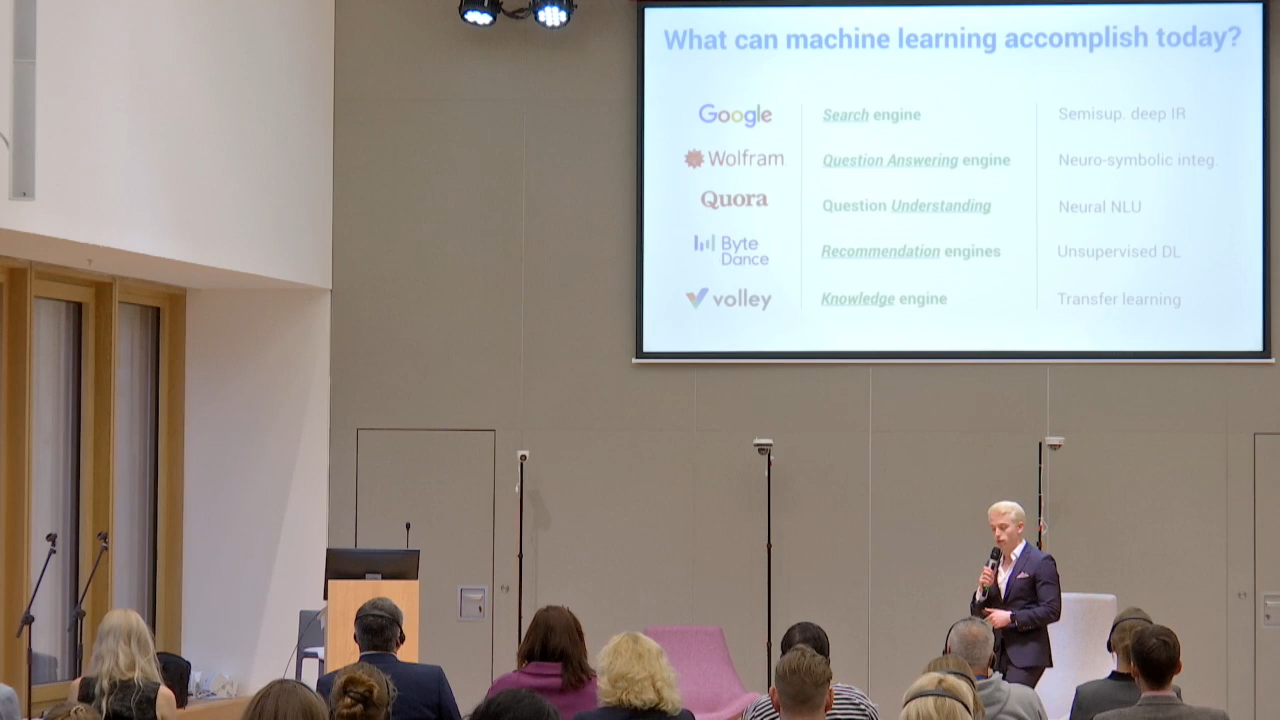 What can machine learning accomplish today?
Google Search engine Semisup. deep IR
Wolfram Question Answering engine Neuro-symbolic integ.
Quora Question Understanding Neural NLU
Byte
Dance Recommendation engines Unsupervised DL
volley Knowledge engine Transfer learning